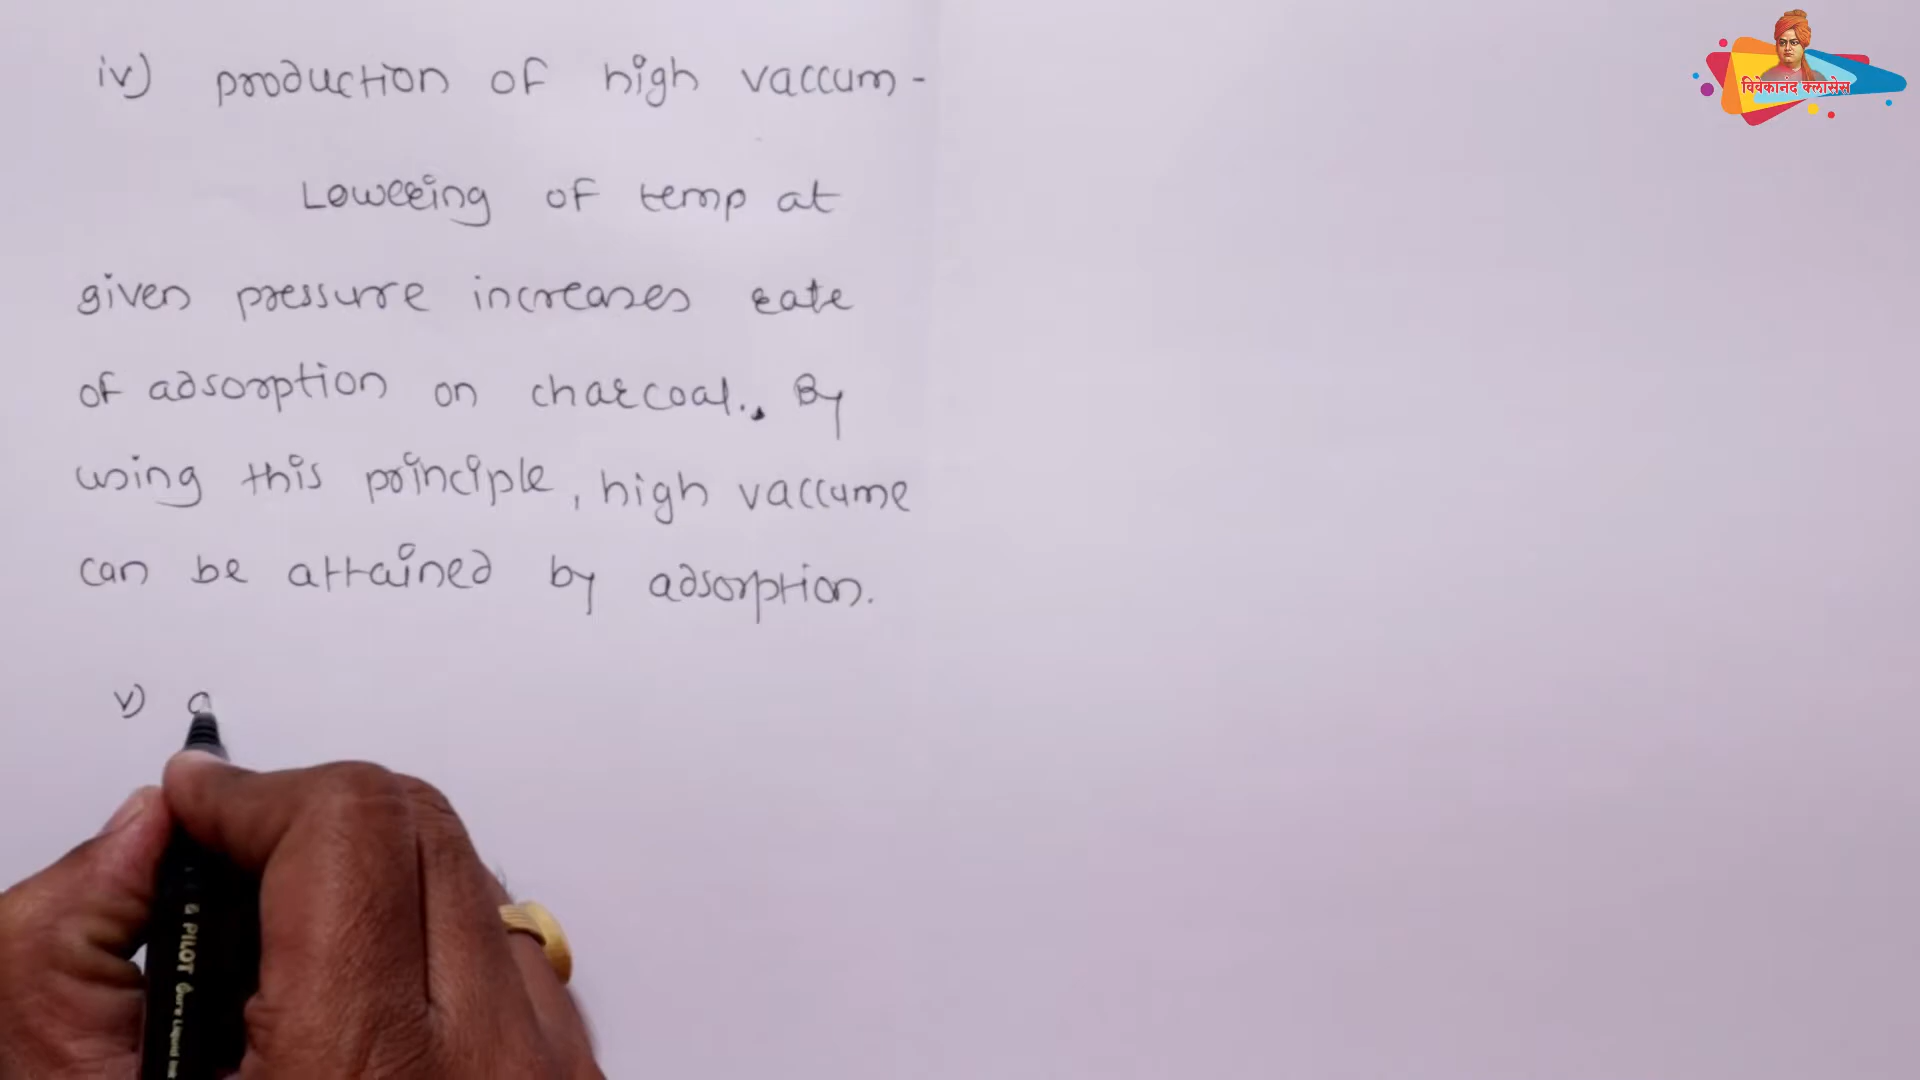 विवेकानंद क्लासेस
iv) production of high vaccum -
Lowering of temp at
given pressure increases rate
of adsorption on charcoal. By
using this principle, high vaccume
can be attained by adsorption.
v) a
PILOT